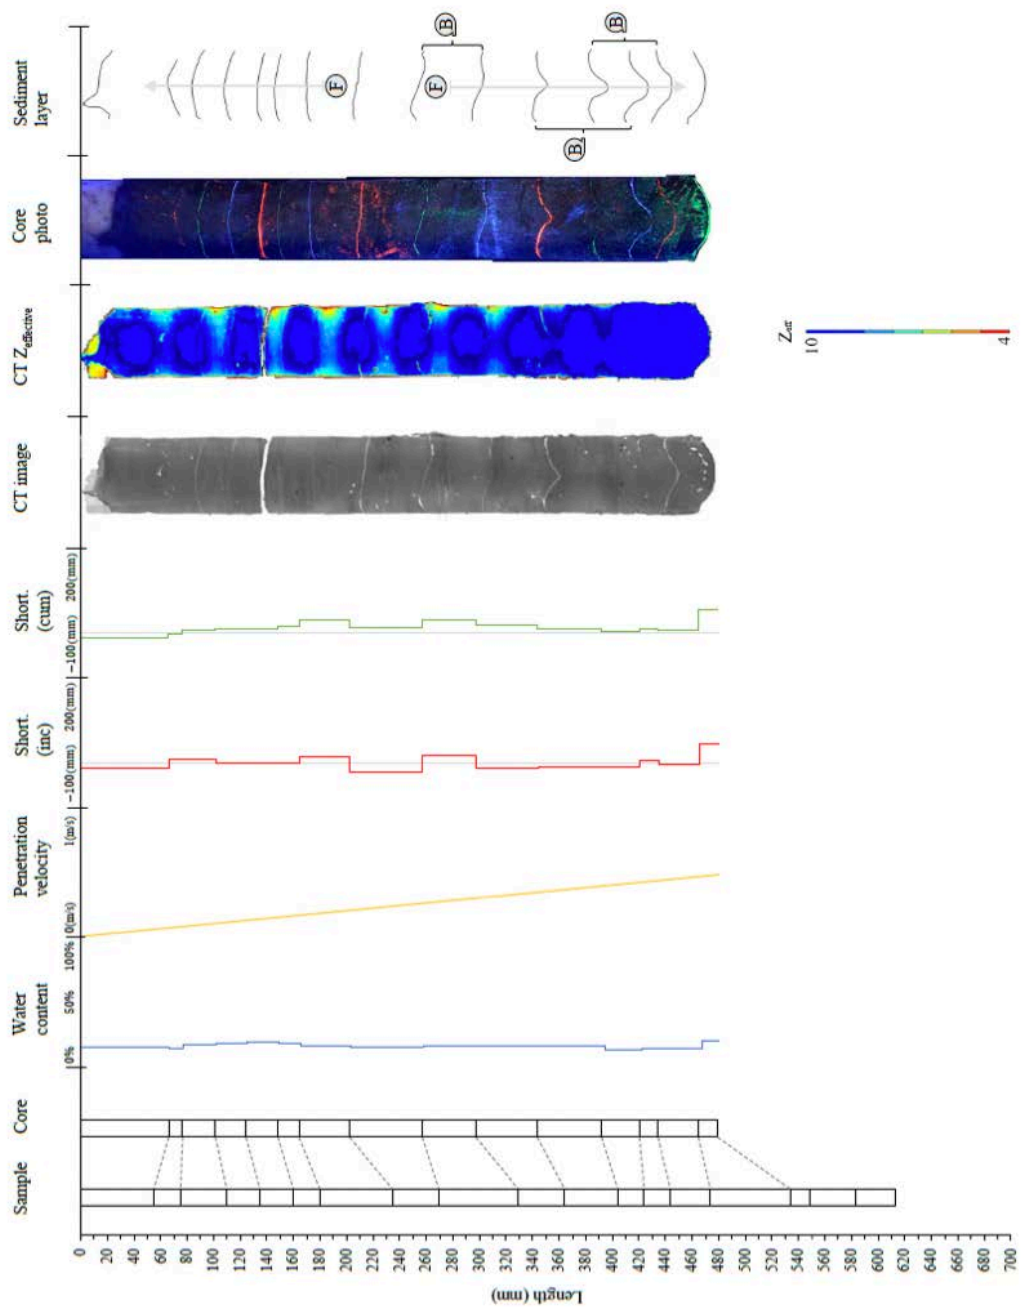 Sample
Core
Water
content
Penetration
velocity
Short.
(inc)
Short.
(cum)
CT image
CT Zeffective
Core
photo
Sediment
layer
0%
50%
100%
0(m/s)
1(m/s)
−100(mm)
200(mm)
−100(mm)
200(mm)
Length (mm)
0
20
40
60
80
100
120
140
160
180
200
220
240
260
280
300
320
340
360
380
400
420
440
460
480
500
520
540
560
580
600
620
640
6660
680
700
F
F
B
B
B
Zeff
10
4